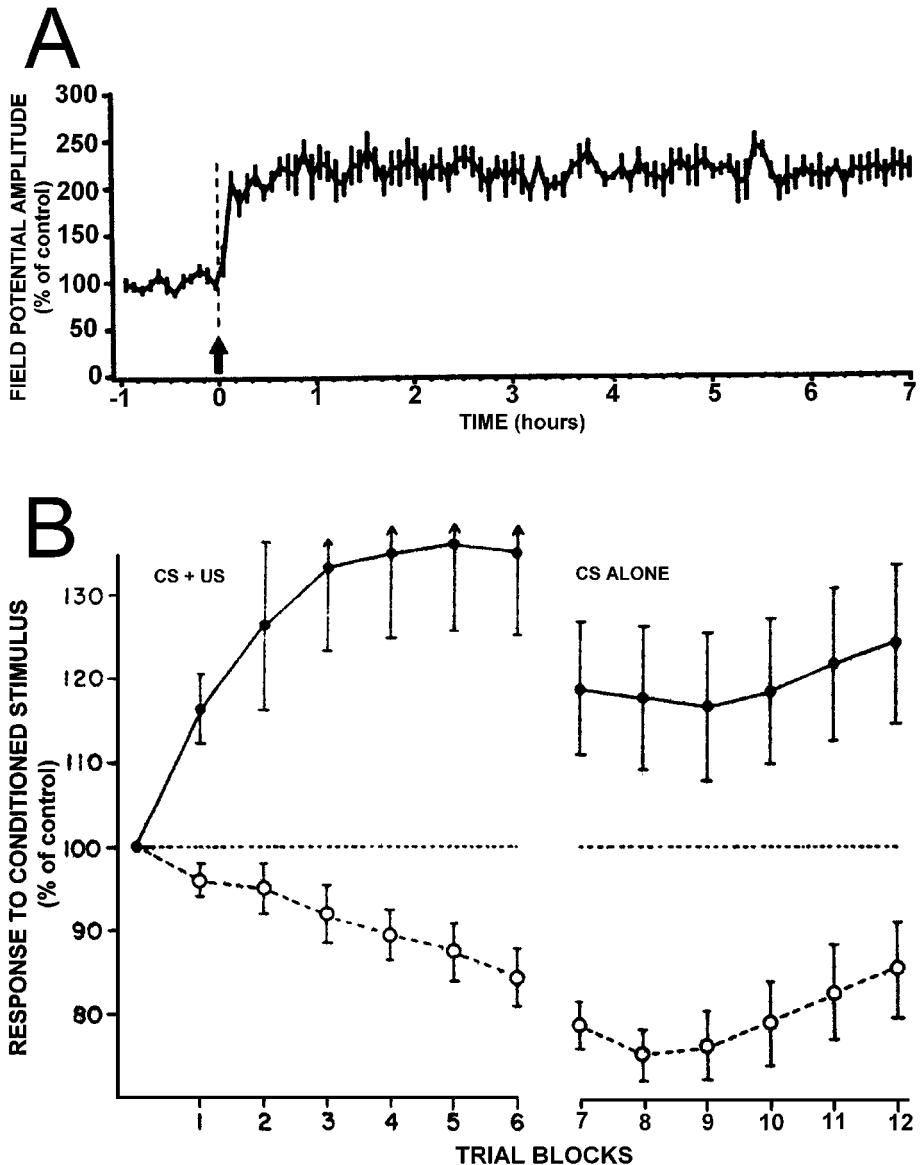 A
FIELD POTENTIAL AMPLITUDE
(% of control)
300
250
200
150
100
50
0
-1 0 1 2 3 4 5 6 7
TIME (hours)
B
RESPONSE TO CONDITIONED STIMULUS
(% of control)
CS + US
CS ALONE
130
120
110
100
90
80
1 2 3 4 5 6 7 8 9 10 11 12
TRIAL BLOCKS